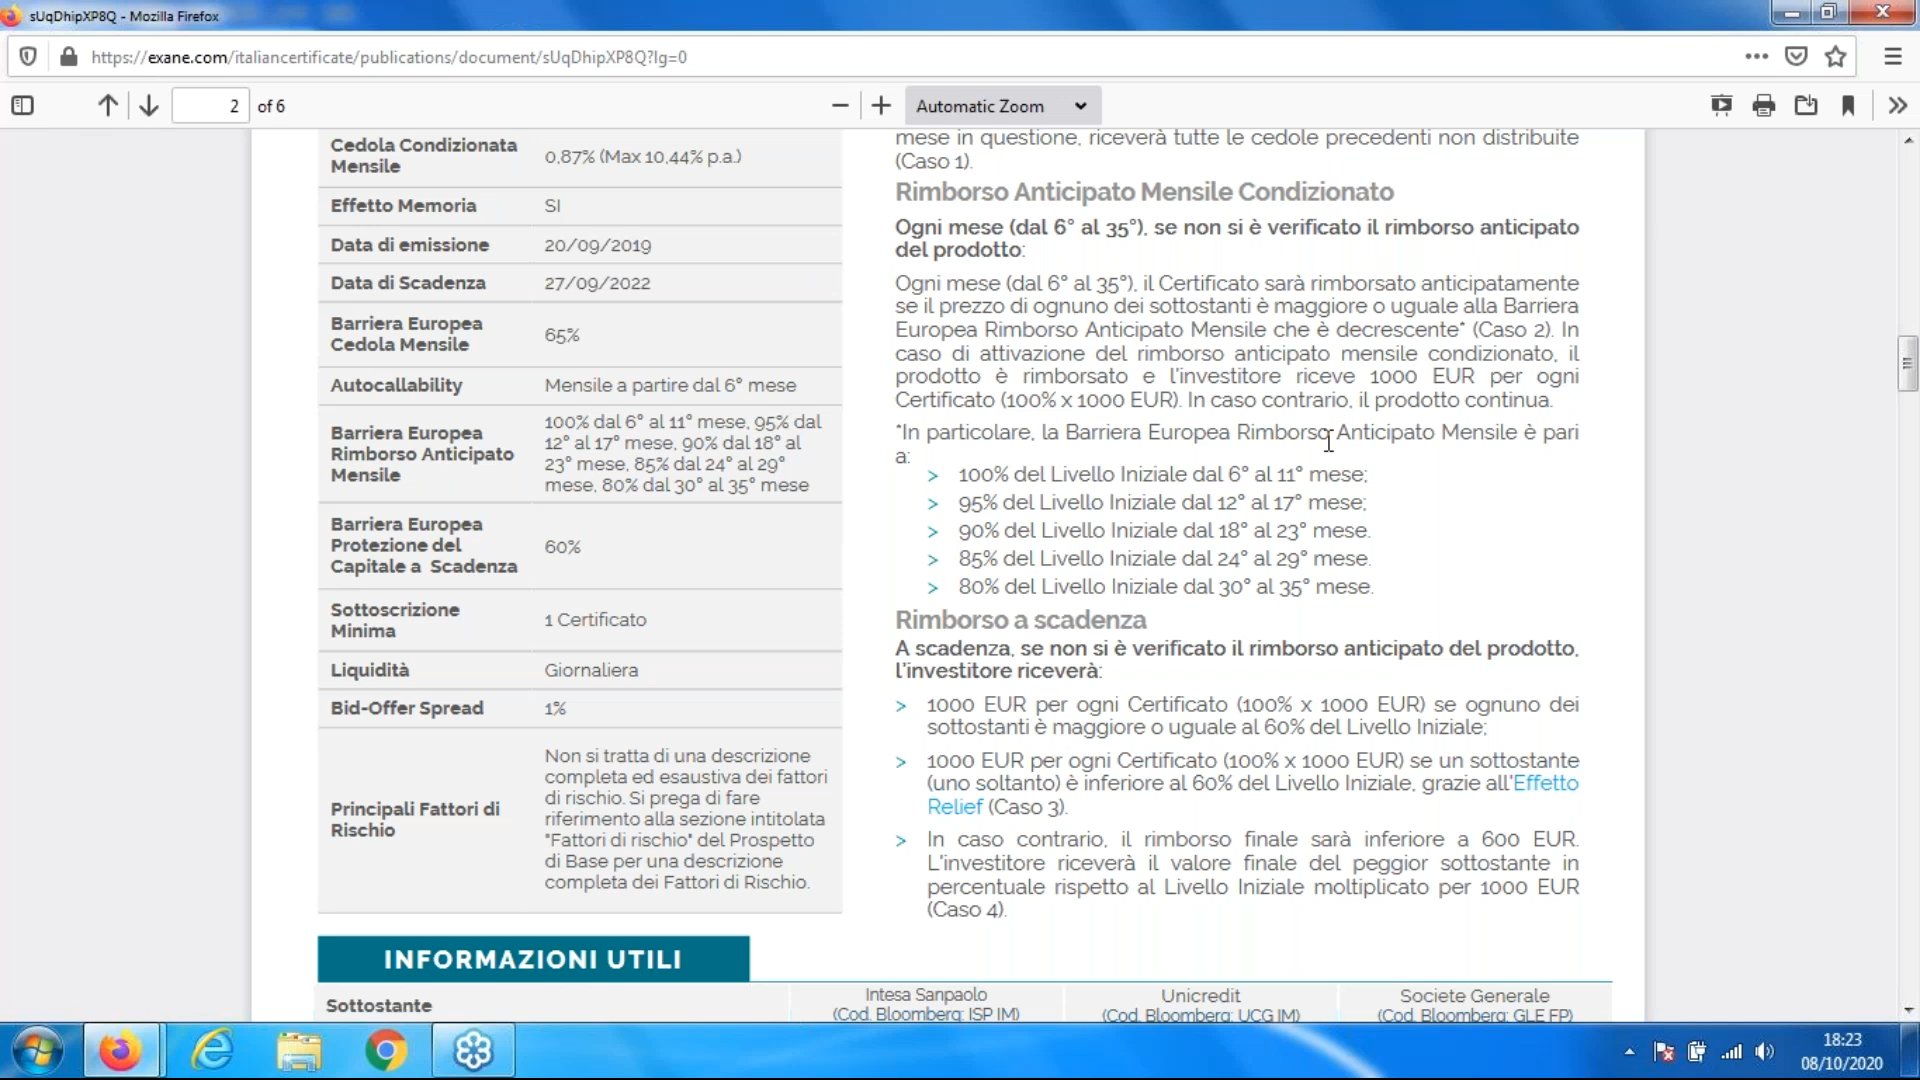 sUqDhipXP8Q - Mozilla Firefox
https://exane.com/italiancertificate/publications/document/sUqDhipXP8Q?lg=0
2 of 6
Automatic Zoom
Cedola Condizionata
Mensile
0,87% (Max 10,44% p.a.)
Effetto Memoria
SI
Data di emissione
20/09/2019
Data di Scadenza
27/09/2022
Barriera Europea
Cedola Mensile
65%
Autocallability
Mensile a partire dal 6° mese
Barriera Europea
Rimborso Anticipato
Mensile
100% dal 6° al 11° mese, 95% dal
12° al 17° mese, 90% dal 18° al
23° mese, 85% dal 24° al 29°
mese, 80% dal 30° al 35° mese
Barriera Europea
Protezione del
Capitale a Scadenza
60%
Sottoscrizione
Minima
1 Certificato
Liquidità
Giornaliera
Bid-Offer Spread
1%
Principali Fattori di
Rischio
Non si tratta di una descrizione
completa ed esaustiva dei fattori
di rischio. Si prega di fare
riferimento alla sezione intitolata
"Fattori di rischio" del Prospetto
di Base per una descrizione
completa dei Fattori di Rischio.
mese in questione, riceverà tutte le cedole precedenti non distribuite
(Caso 1).
Rimborso Anticipato Mensile Condizionato
Ogni mese (dal 6° al 35°), se non si è verificato il rimborso anticipato
del prodotto:
Ogni mese (dal 6° al 35°), il Certificato sarà rimborsato anticipatamente
se il prezzo di ognuno dei sottostanti è maggiore o uguale alla Barriera
Europea Rimborso Anticipato Mensile che è decrescente* (Caso 2). In
caso di attivazione del rimborso anticipato mensile condizionato, il
prodotto è rimborsato e l'investitore riceve 1000 EUR per ogni
Certificato (100% x 1000 EUR). In caso contrario, il prodotto continua.
*In particolare, la Barriera Europea Rimborso Anticipato Mensile è pari
a:
> 100% del Livello Iniziale dal 6° al 11° mese;
> 95% del Livello Iniziale dal 12° al 17° mese;
> 90% del Livello Iniziale dal 18° al 23° mese.
> 85% del Livello Iniziale dal 24° al 29° mese.
> 80% del Livello Iniziale dal 30° al 35° mese.
Rimborso a scadenza
A scadenza, se non si è verificato il rimborso anticipato del prodotto,
l'investitore riceverà:
> 1000 EUR per ogni Certificato (100% x 1000 EUR) se ognuno dei
sottostanti è maggiore o uguale al 60% del Livello Iniziale;
> 1000 EUR per ogni Certificato (100% x 1000 EUR) se un sottostante
(uno soltanto) è inferiore al 60% del Livello Iniziale, grazie all'Effetto
Relief (Caso 3).
> In caso contrario, il rimborso finale sarà inferiore a 600 EUR.
L'investitore riceverà il valore finale del peggior sottostante in
percentuale rispetto al Livello Iniziale moltiplicato per 1000 EUR
(Caso 4).
INFORMAZIONI UTILI
Sottostante
Intesa Sanpaolo
(Cod. Bloomberg: ISP IM)
Unicredit
(Cod. Bloomberg: UCG IM)
Societe Generale
(Cod. Bloomberg: GLE FP)
18:23
08/10/2020